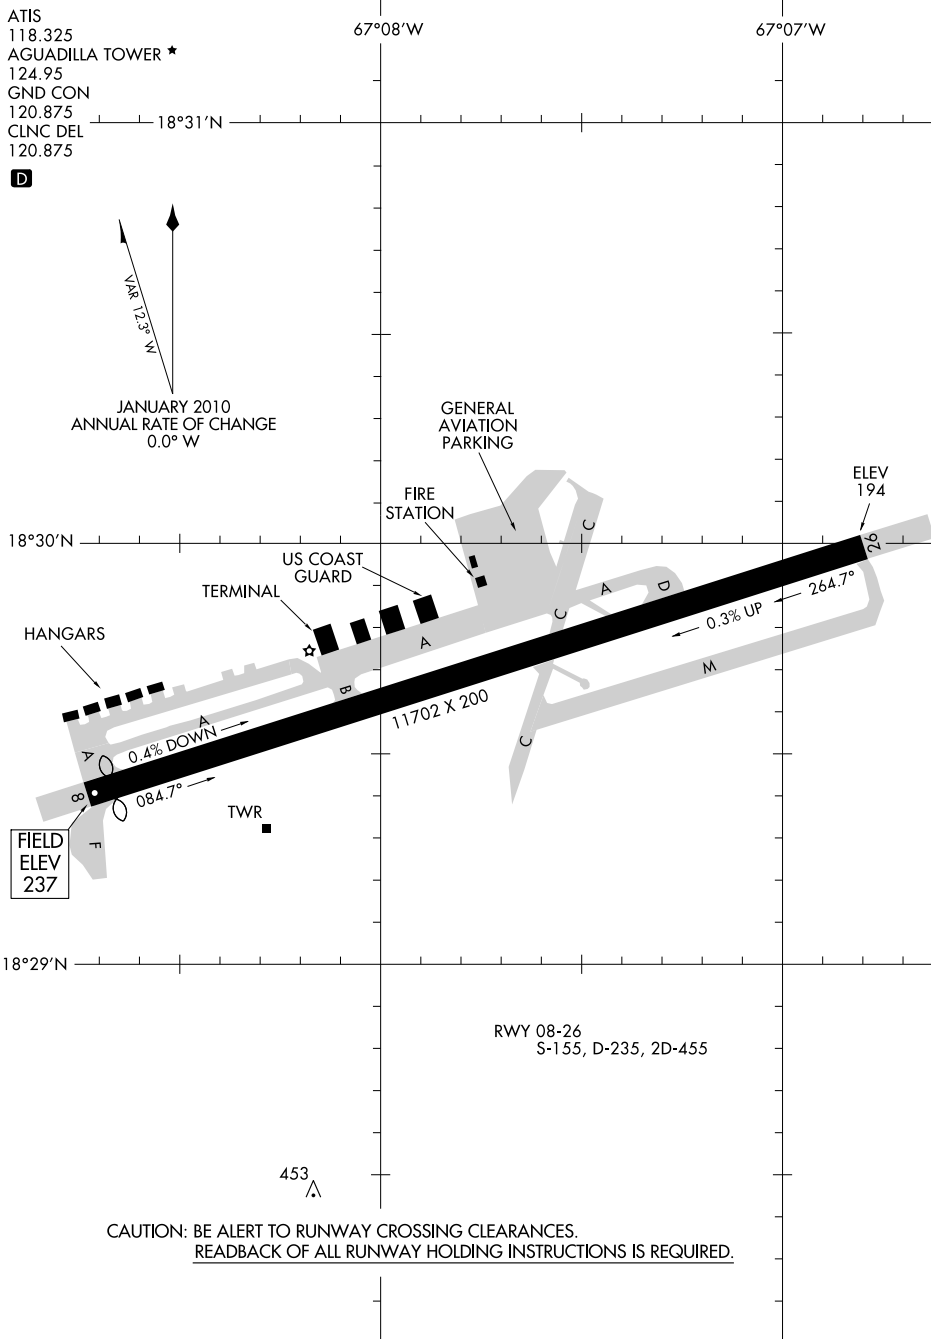 ATIS
118.325
AGUADILLA TOWER
124.95
GND CON
120.875
CLNC DEL
120.875
D
67°08'W
67°07'W
18°31'N
VAR 12.3° W
JANUARY 2010
ANNUAL RATE OF CHANGE
0.0° W
GENERAL
AVIATION
PARKING
ELEV
194
FIRE
STATION
C
18°30'N
26
US COAST
GUARD
TERMINAL
A
D
264.7°
0.3% UP
C
HANGARS
A
M
B
11702 X 200
A
C
A
0.4% DOWN
084.7°
8
TWR
F
FIELD
ELEV
237
18°29'N
RWY 08-26
S-155, D-235, 2D-455
453
CAUTION: BE ALERT TO RUNWAY CROSSING CLEARANCES.
READBACK OF ALL RUNWAY HOLDING INSTRUCTIONS IS REQUIRED.